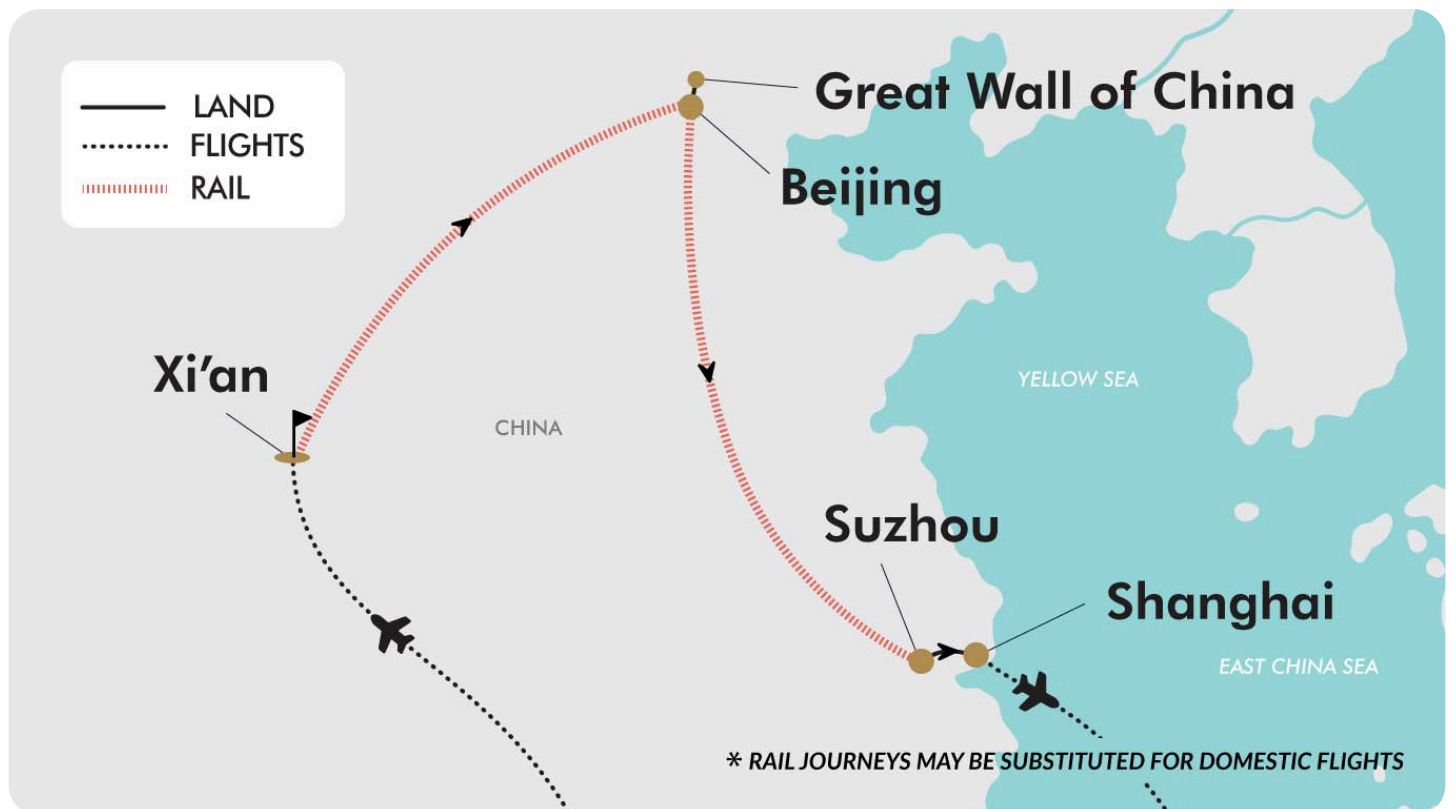 LAND
FLIGHTS
RAIL
Great Wall of China
Beijing
Xi’an
CHINA
YELLOW SEA
Suzhou
Shanghai
EAST CHINA SEA
* RAIL JOURNEYS MAY BE SUBSTITUTED FOR DOMESTIC FLIGHTS